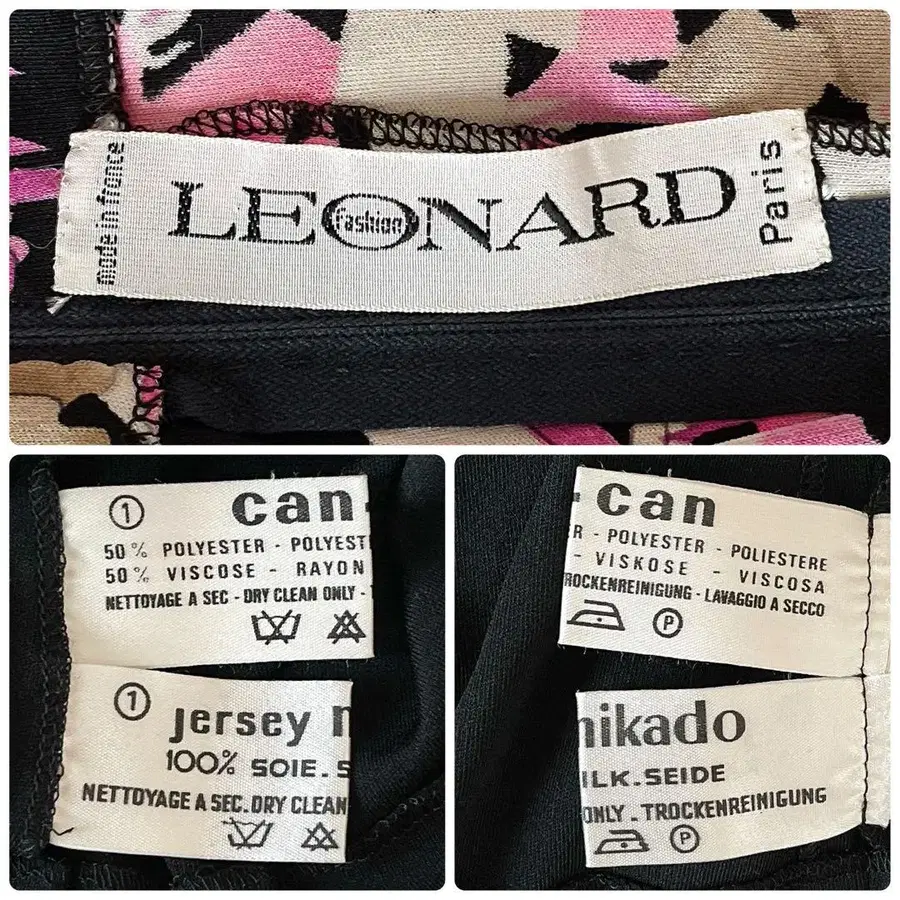 made in france
LEONARD
Fashion
Paris
1
can
50% POLYESTER - POLYEST
50% VISCOSE - RAYON
NETTOYAGE A SEC - DRY CLEAN ONLY -
1
jersey
100% SOIE.S
NETTOYAGE A SEC.DRY CLEAN
can
R - POLYESTER - POLIESTERE
- VISKOSE - VISCOSA
ROCKENREINIGUNG - LAVAGGIO A SECCO
P
ikado
ILK.SEIDE
ONLY.TROCKENREINIGUNG
P